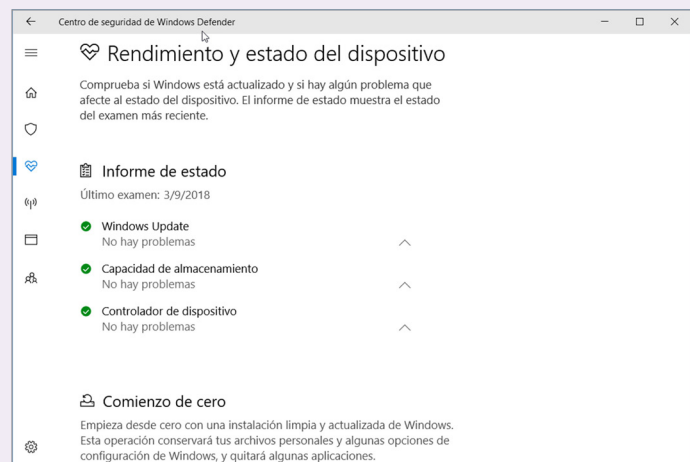 Centro de seguridad de Windows Defender
Rendimiento y estado del dispositivo
Comprueba si Windows está actualizado y si hay algún problema que
afecte al estado del dispositivo. El informe de estado muestra el estado
del examen más reciente.
Informe de estado
Último examen: 3/9/2018
Windows Update
No hay problemas
Capacidad de almacenamiento
No hay problemas
Controlador de dispositivo
No hay problemas
Comienzo de cero
Empieza desde cero con una instalación limpia y actualizada de Windows.
Esta operación conservará tus archivos personales y algunas opciones de
configuración de Windows, y quitará algunas aplicaciones.